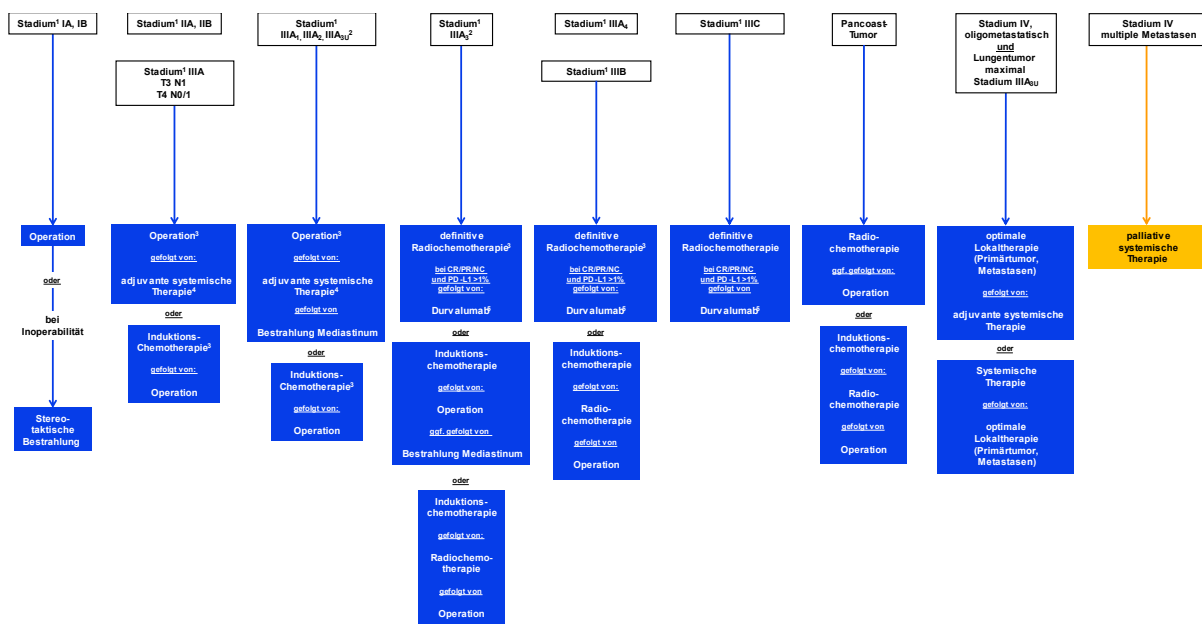 Stadium¹ IA, IB
Operation
oder
bei
Inoperabilität
Stereo-
taktische
Bestrahlung
Stadium¹ IIA, IIB
Stadium¹ IIIA
T3 N1
T4 N0/1
Operation³
gefolgt von:
adjuvante systemische
Therapie⁴
oder
Induktions-
Chemotherapie³
gefolgt von:
Operation
Stadium¹
IIIA₁, IIIA₂, IIIA₃ᵤ²
Operation³
gefolgt von:
adjuvante systemische
Therapie⁴
gefolgt von
Bestrahlung Mediastinum
oder
Induktions-
Chemotherapie³
gefolgt von:
Operation
Stadium¹
IIIA₃²
definitive
Radiochemotherapie³
bei CR/PR/NC
und PD-L1 >1%
gefolgt von:
Durvalumab⁵
oder
Induktions-
chemotherapie
gefolgt von:
Operation
ggf. gefolgt von
Bestrahlung Mediastinum
oder
Induktions-
chemotherapie
gefolgt von:
Radiochemo-
therapie
gefolgt von
Operation
Stadium¹ IIIA₄
Stadium¹ IIIB
definitive
Radiochemotherapie³
bei CR/PR/NC
und PD-L1 >1%
gefolgt von:
Durvalumab⁵
oder
Induktions-
chemotherapie
gefolgt von:
Radio-
chemotherapie
gefolgt von
Operation
Stadium¹ IIIC
definitive
Radiochemotherapie
bei CR/PR/NC
und PD-L1 >1%
gefolgt von
Durvalumab⁵
Pancoast-
Tumor
Radio-
chemotherapie
ggf. gefolgt von:
Operation
oder
Induktions-
chemotherapie
gefolgt von:
Radio-
chemotherapie
gefolgt von
Operation
Stadium IV,
oligometastatisch
und
Lungentumor
maximal
Stadium IIIA₃ᵤ
optimale
Lokaltherapie
(Primärtumor,
Metastasen)
gefolgt von:
adjuvante systemische
Therapie
oder
Systemische
Therapie
gefolgt von:
optimale
Lokaltherapie
(Primärtumor,
Metastasen)
Stadium IV
multiple Metastasen
palliative
systemische
Therapie